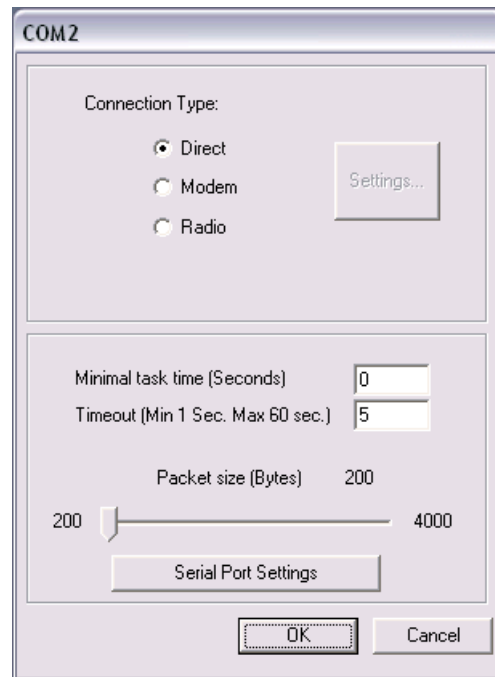 COM2
Connection Type:
Direct
Modem
Radio
Settings...
Minimal task time (Seconds) 0
Timeout (Min 1 Sec. Max 60 sec.) 5
Packet size (Bytes) 200
200 4000
Serial Port Settings
OK Cancel